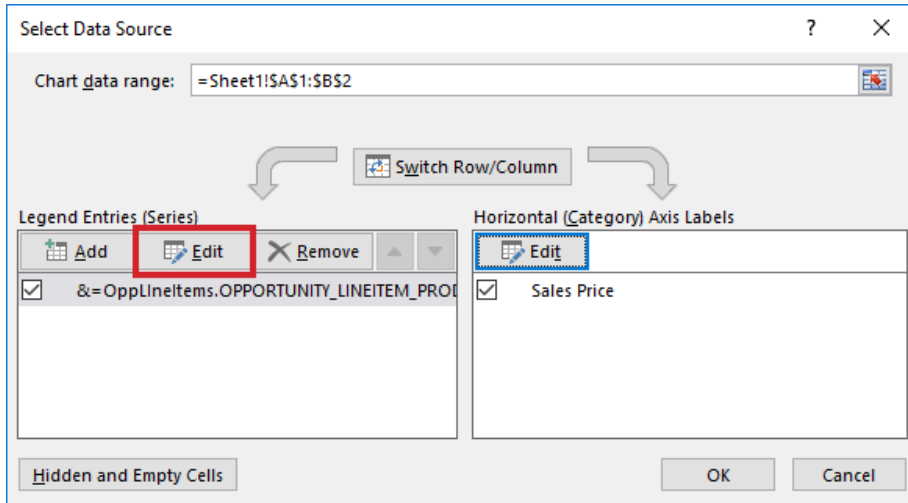 Select Data Source ?
Chart data range: =Sheet1!$A$1:$B$2
Switch Row/Column
Legend Entries (Series)
Add Edit Remove
&=OppLineItems.OPPORTUNITY_LINEITEM_PROD
Horizontal (Category) Axis Labels
Edit
Sales Price
Hidden and Empty Cells
OK Cancel